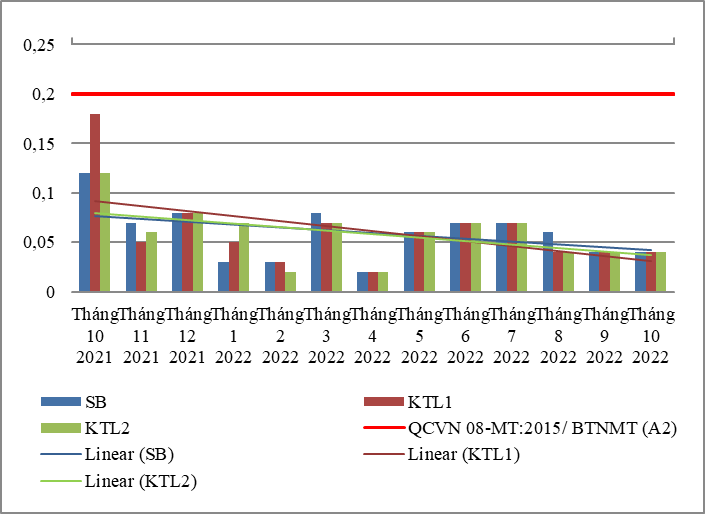 0,25
0,2
0,15
0,1
0,05
0
Tháng 10 2021
Tháng 11 2021
Tháng 12 2021
Tháng 1 2022
Tháng 2 2022
Tháng 3 2022
Tháng 4 2022
Tháng 5 2022
Tháng 6 2022
Tháng 7 2022
Tháng 8 2022
Tháng 9 2022
Tháng 10 2022
SB
KTL1
KTL2
QCVN 08-MT:2015/ BTNMT (A2)
Linear (SB)
Linear (KTL1)
Linear (KTL2)